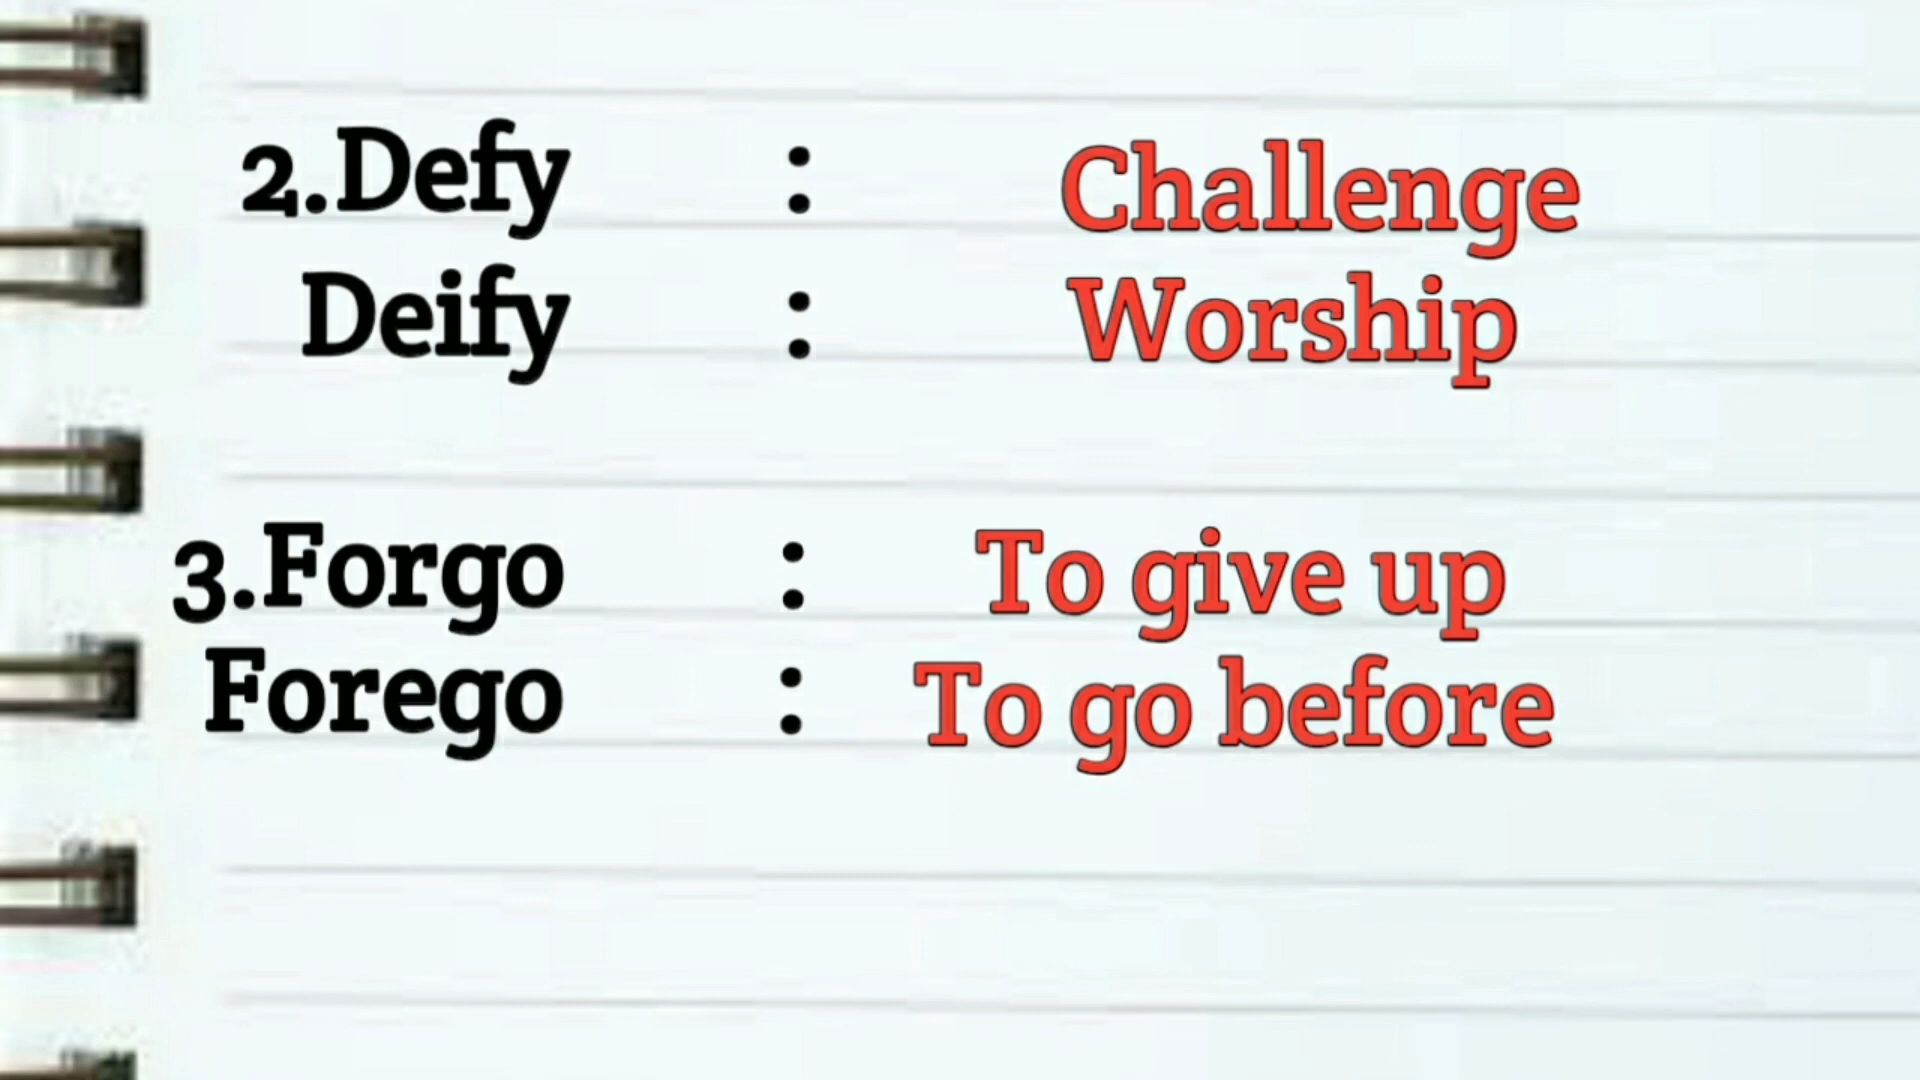 2.Defy : Challenge
Deify : Worship
3.Forgo : To give up
Forego : To go before